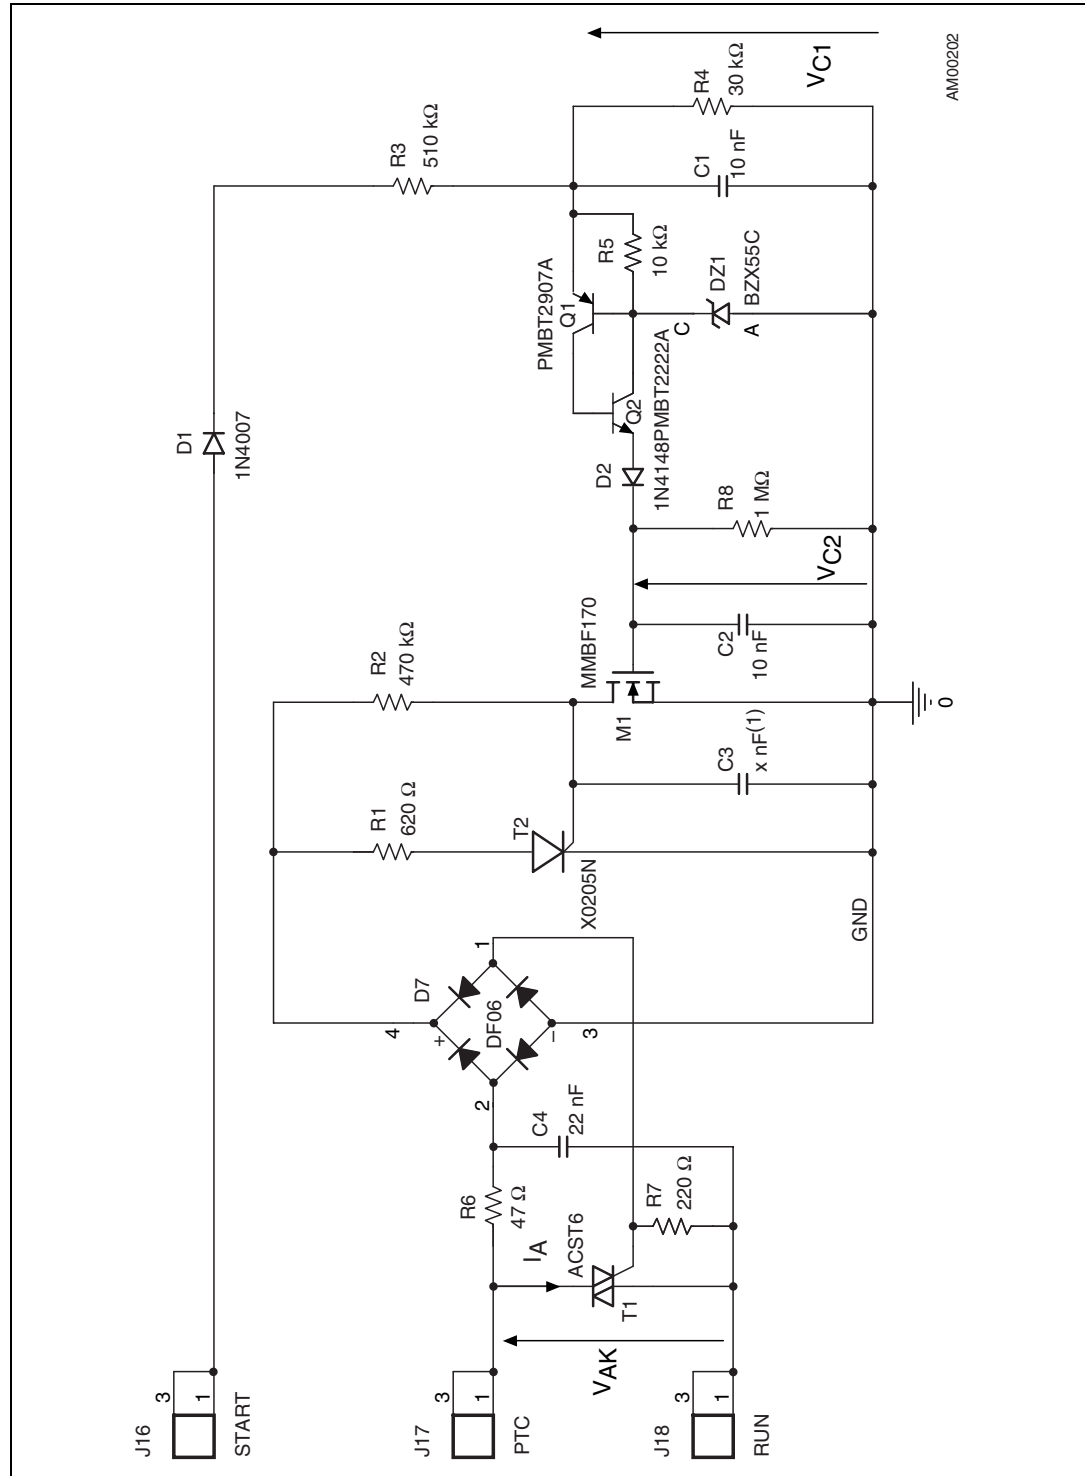 J16
3
1
START
D1
1N4007
R3
510 kΩ
J17
3
1
PTC
R6
47 Ω
IA
ACST6
T1
VAK
C4
22 nF
R7
220 Ω
J18
3
1
RUN
2
4
D7
+
DF06
–
1
3
R1
620 Ω
T2
X0205N
GND
R2
470 kΩ
MMBF170
M1
C3
x nF(1)
0
C2
10 nF
VC2
R8
1 MΩ
D2
1N4148PMBT2222A
Q2
PMBT2907A
Q1
R5
10 kΩ
C
DZ1
A
BZX55C
C1
10 nF
R4
30 kΩ
VC1
AM00202